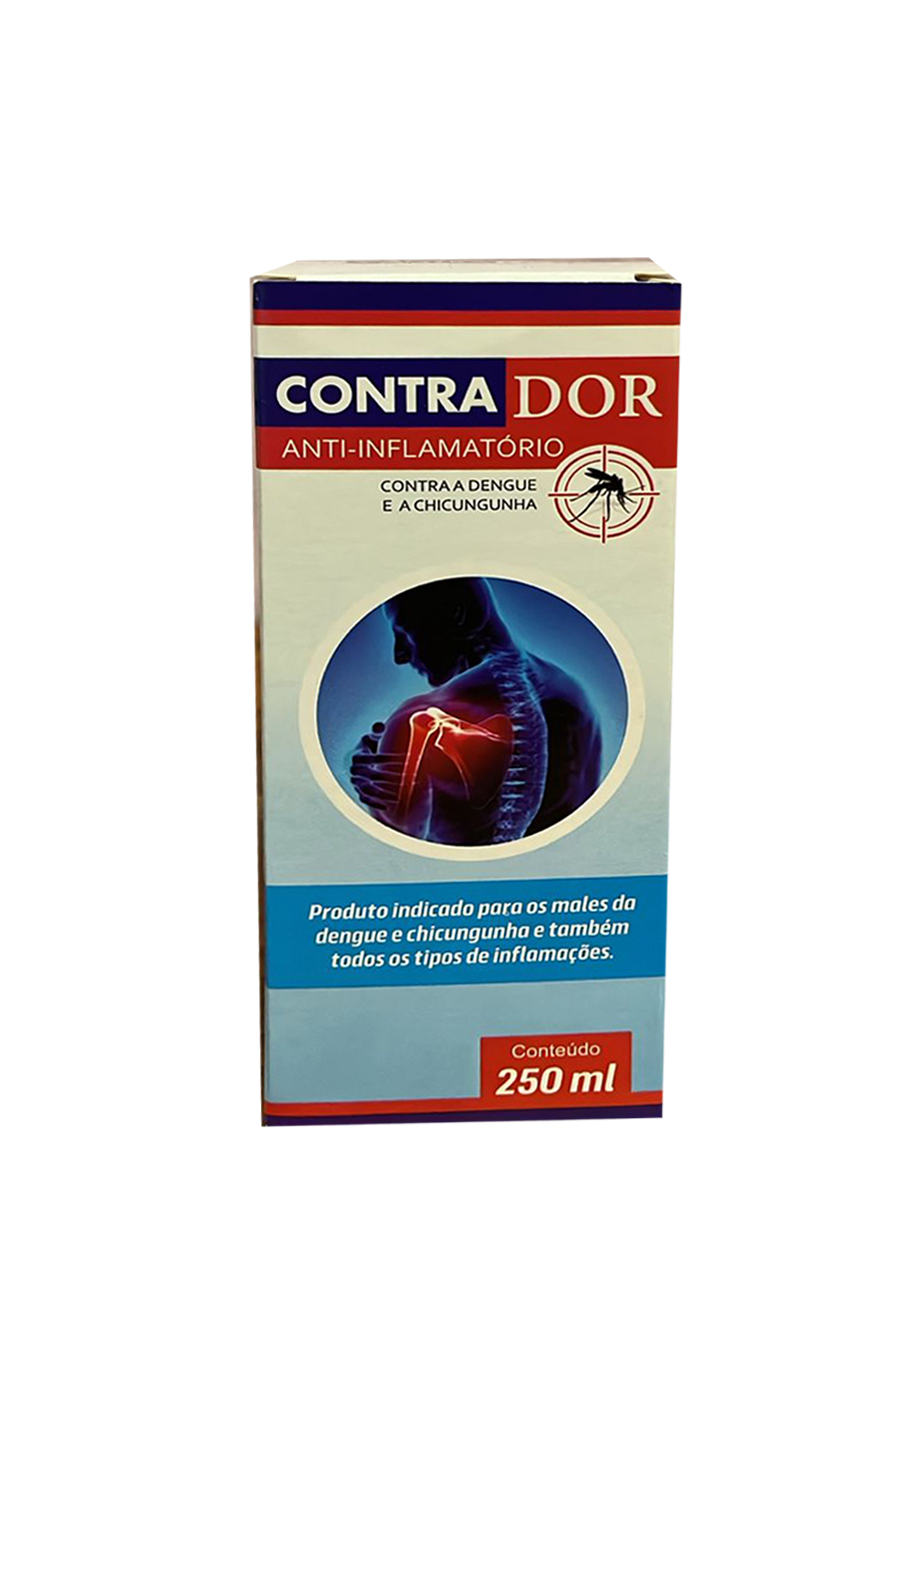 CONTRA DOR
ANTI-INFLAMATÓRIO
CONTRA A DENGUE
E A CHICUNGUNHA
Produto indicado para os males da
dengue e chicungunha e também
todos os tipos de inflamações.
Conteúdo
250 ml